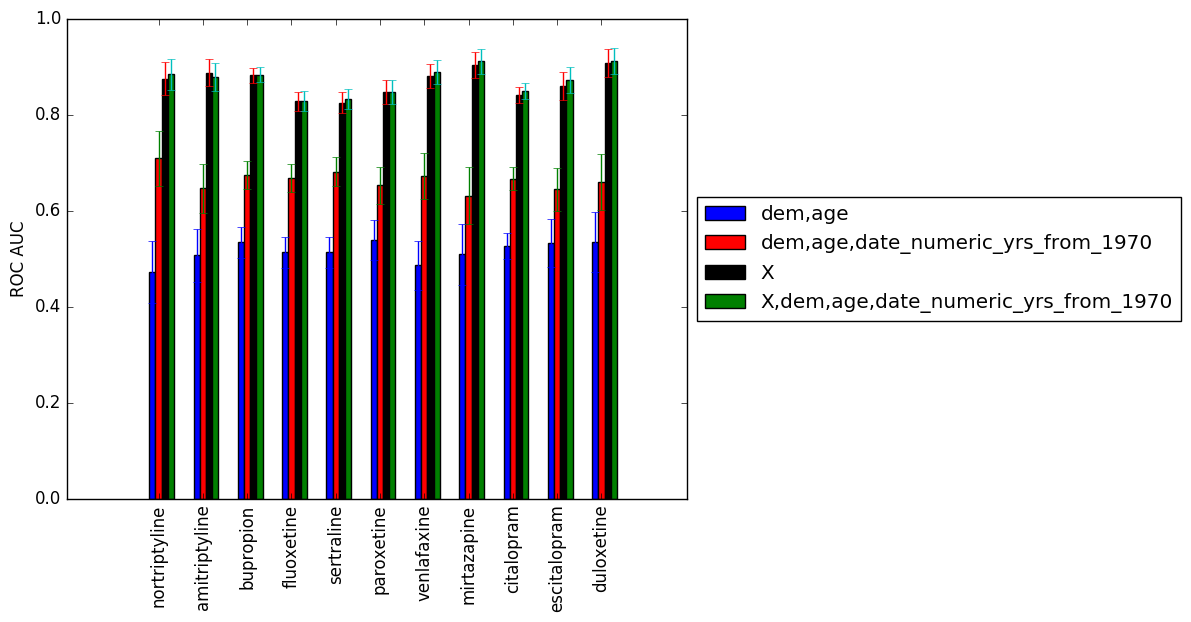 1.0
0.8
0.6
0.4
0.2
0.0
ROC AUC
nortriptyline
amitriptyline
bupropion
fluoxetine
sertraline
paroxetine
venlafaxine
mirtazapine
citalopram
escitalopram
duloxetine
dem,age
dem,age,date_numeric_yrs_from_1970
X
X,dem,age,date_numeric_yrs_from_1970